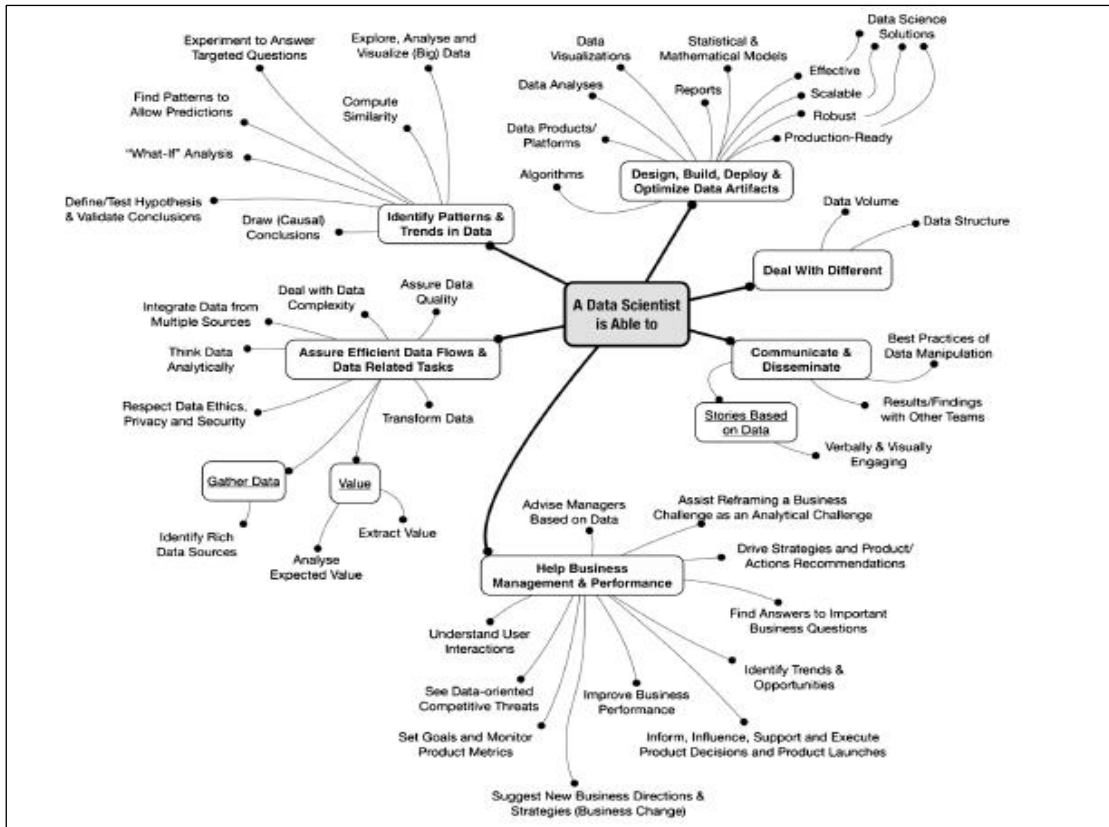 A Data Scientist
is Able to
Identify Patterns &
Trends in Data
Experiment to Answer
Targeted Questions
Explore, Analyse and
Visualize (Big) Data
Find Patterns to
Allow Predictions
Compute
Similarity
"What-If" Analysis
Define/Test Hypothesis
& Validate Conclusions
Draw (Causal)
Conclusions
Design, Build, Deploy &
Optimize Data Artifacts
Data
Visualizations
Statistical &
Mathematical Models
Data Science
Solutions
Effective
Scalable
Robust
Production-Ready
Data Analyses
Reports
Data Products/
Platforms
Algorithms
Deal With Different
Data Volume
Data Structure
Communicate &
Disseminate
Best Practices of
Data Manipulation
Results/Findings
with Other Teams
Stories Based
on Data
Verbally & Visually
Engaging
Assure Efficient Data Flows &
Data Related Tasks
Deal with Data
Complexity
Assure Data
Quality
Integrate Data from
Multiple Sources
Think Data
Analytically
Respect Data Ethics,
Privacy and Security
Transform Data
Gather Data
Identify Rich
Data Sources
Value
Extract Value
Analyse
Expected Value
Help Business
Management & Performance
Advise Managers
Based on Data
Assist Reframing a Business
Challenge as an Analytical Challenge
Drive Strategies and Product/
Actions Recommendations
Find Answers to Important
Business Questions
Understand User
Interactions
Identify Trends &
Opportunities
See Data-oriented
Competitive Threats
Improve Business
Performance
Set Goals and Monitor
Product Metrics
Inform, Influence, Support and Execute
Product Decisions and Product Launches
Suggest New Business Directions &
Strategies (Business Change)